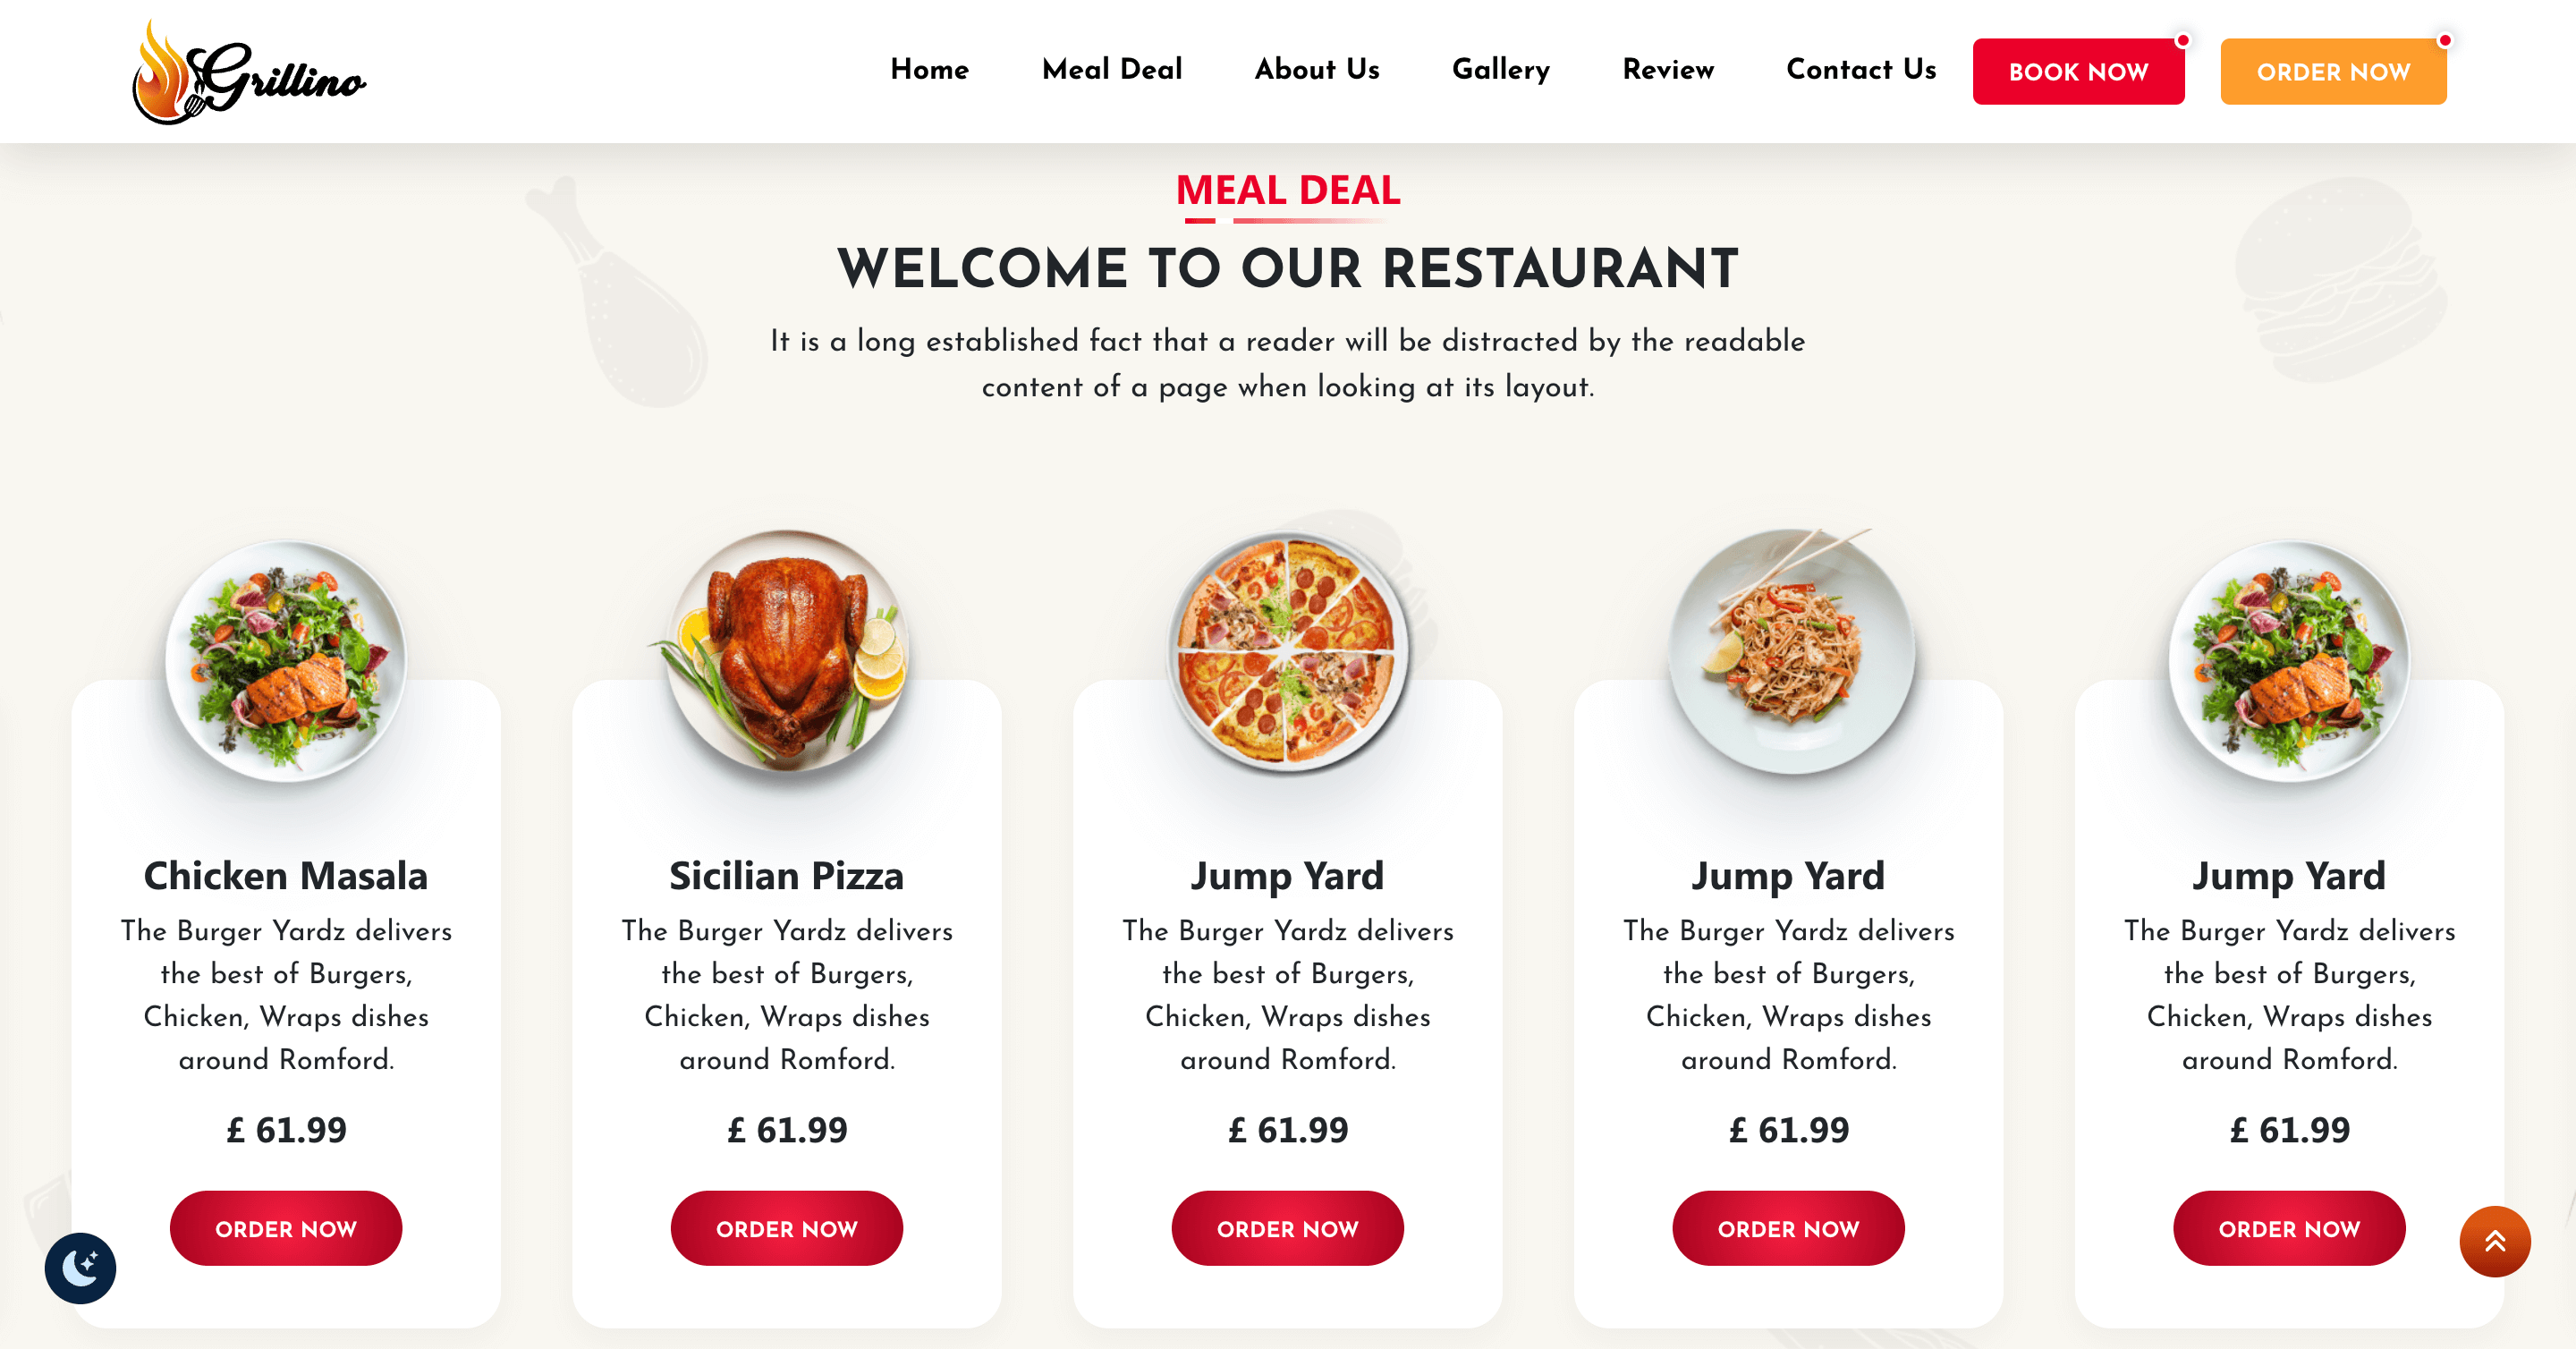 Grillino
Home
Meal Deal
About Us
Gallery
Review
Contact Us
BOOK NOW
ORDER NOW
MEAL DEAL
WELCOME TO OUR RESTAURANT
It is a long established fact that a reader will be distracted by the readable
content of a page when looking at its layout.
Chicken Masala
The Burger Yardz delivers
the best of Burgers,
Chicken, Wraps dishes
around Romford.
£ 61.99
ORDER NOW
Sicilian Pizza
The Burger Yardz delivers
the best of Burgers,
Chicken, Wraps dishes
around Romford.
£ 61.99
ORDER NOW
Jump Yard
The Burger Yardz delivers
the best of Burgers,
Chicken, Wraps dishes
around Romford.
£ 61.99
ORDER NOW
Jump Yard
The Burger Yardz delivers
the best of Burgers,
Chicken, Wraps dishes
around Romford.
£ 61.99
ORDER NOW
Jump Yard
The Burger Yardz delivers
the best of Burgers,
Chicken, Wraps dishes
around Romford.
£ 61.99
ORDER NOW